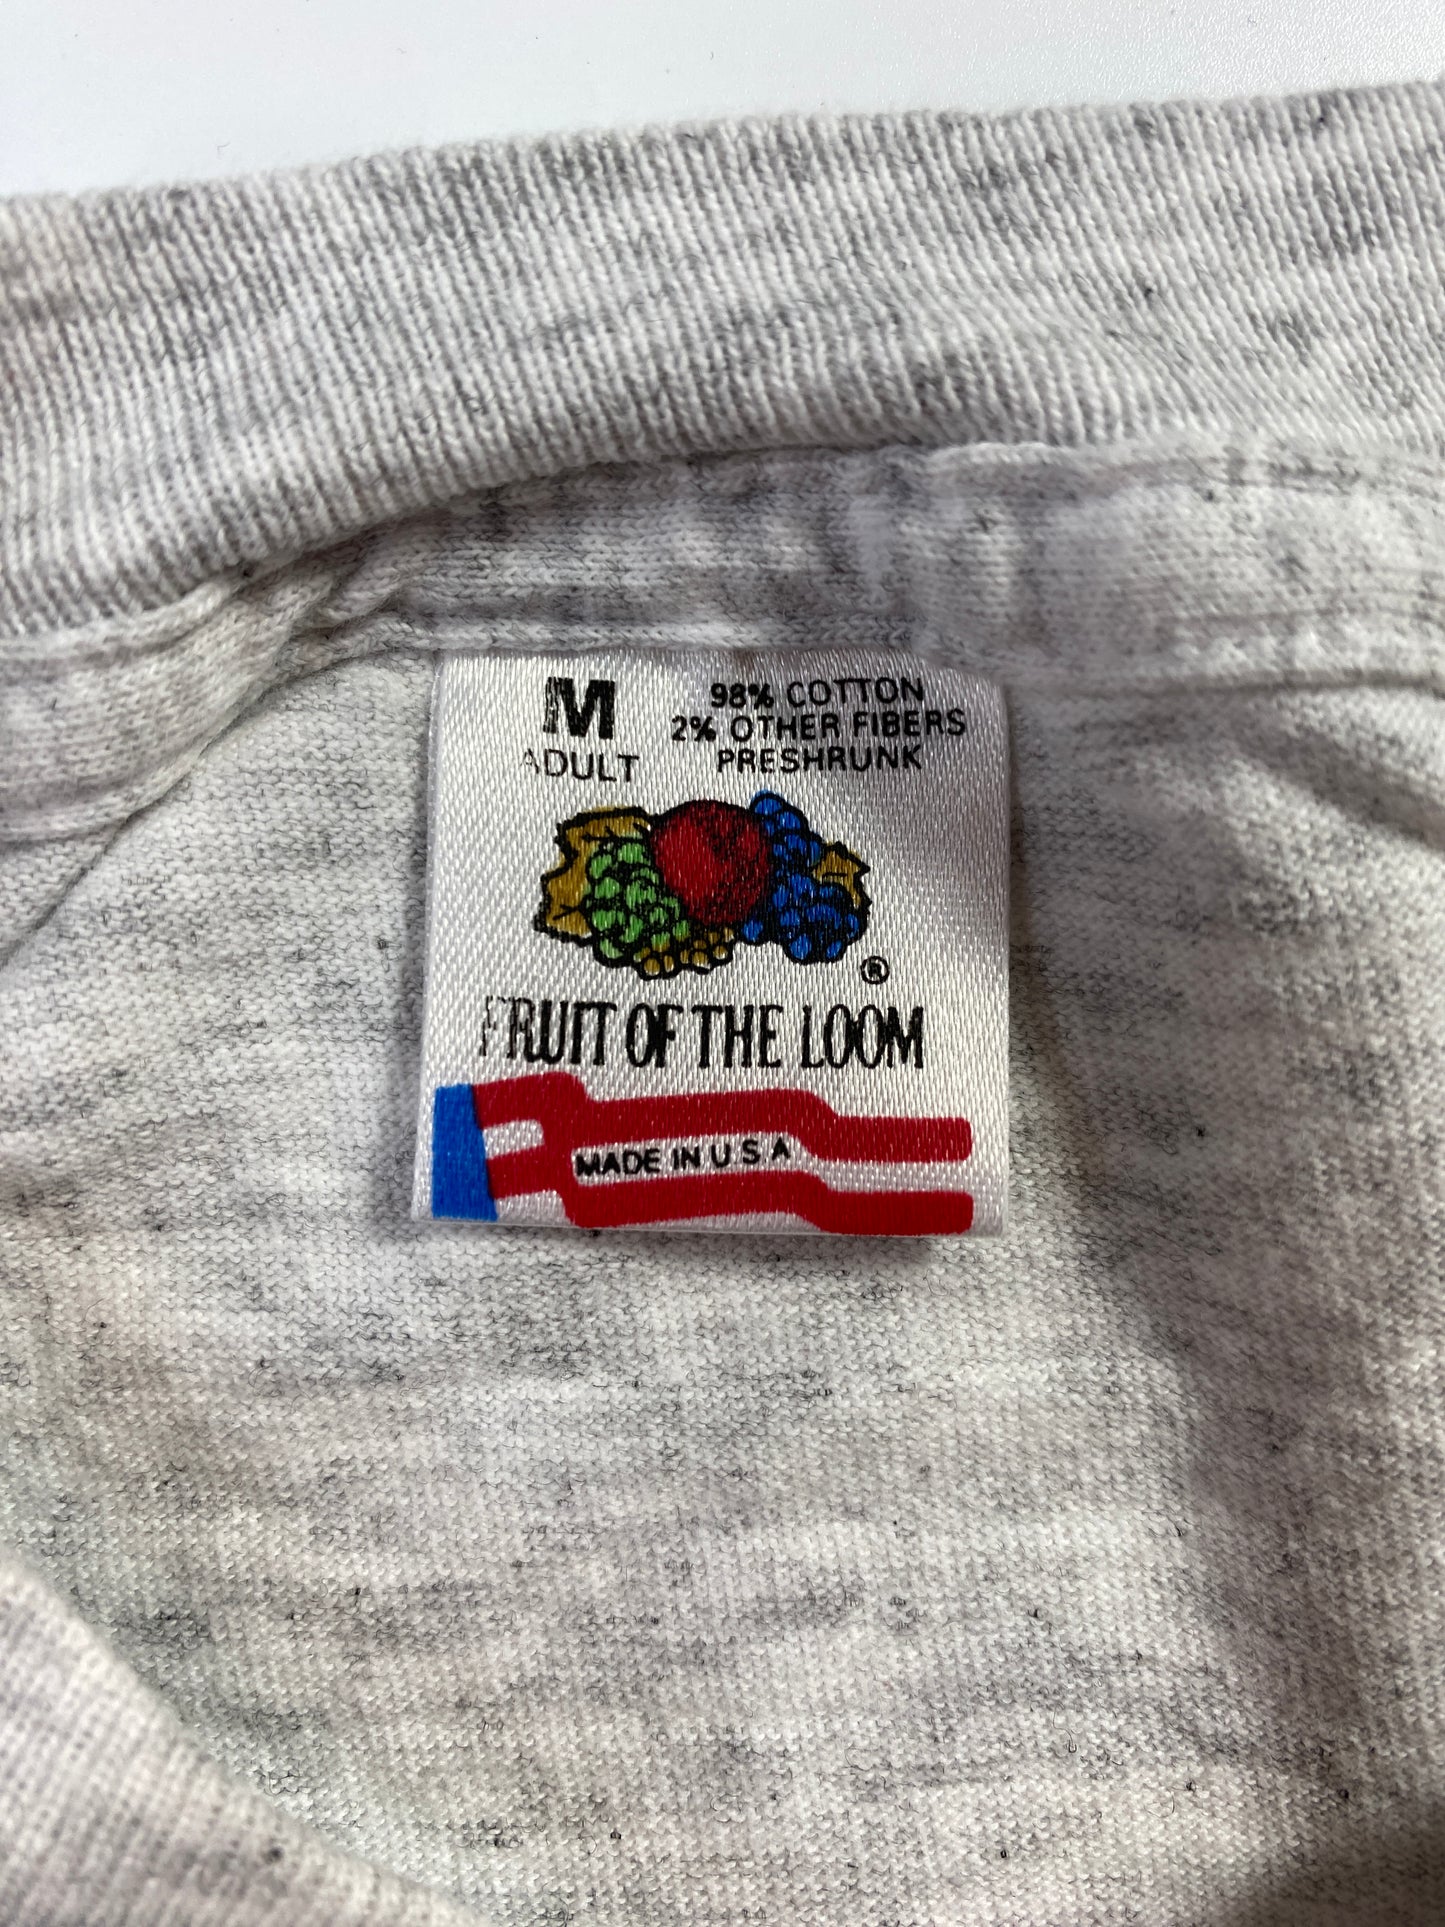 M
ADULT
98% COTTON
2% OTHER FIBERS
PRESHRUNK
®
FRUIT OF THE LOOM
MADE IN U S A